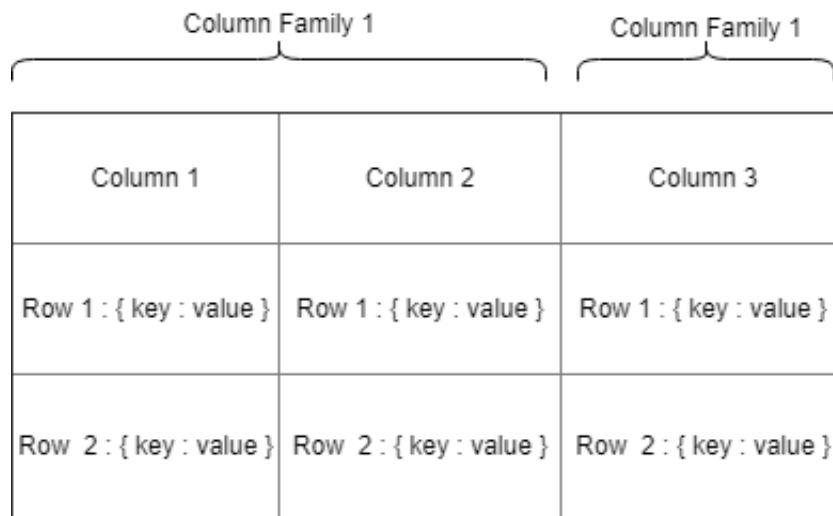 Column Family 1
Column Family 1
Column 1
Column 2
Column 3
Row 1 : { key : value }
Row 1 : { key : value }
Row 1 : { key : value }
Row  2 : { key : value }
Row  2 : { key : value }
Row  2 : { key : value }